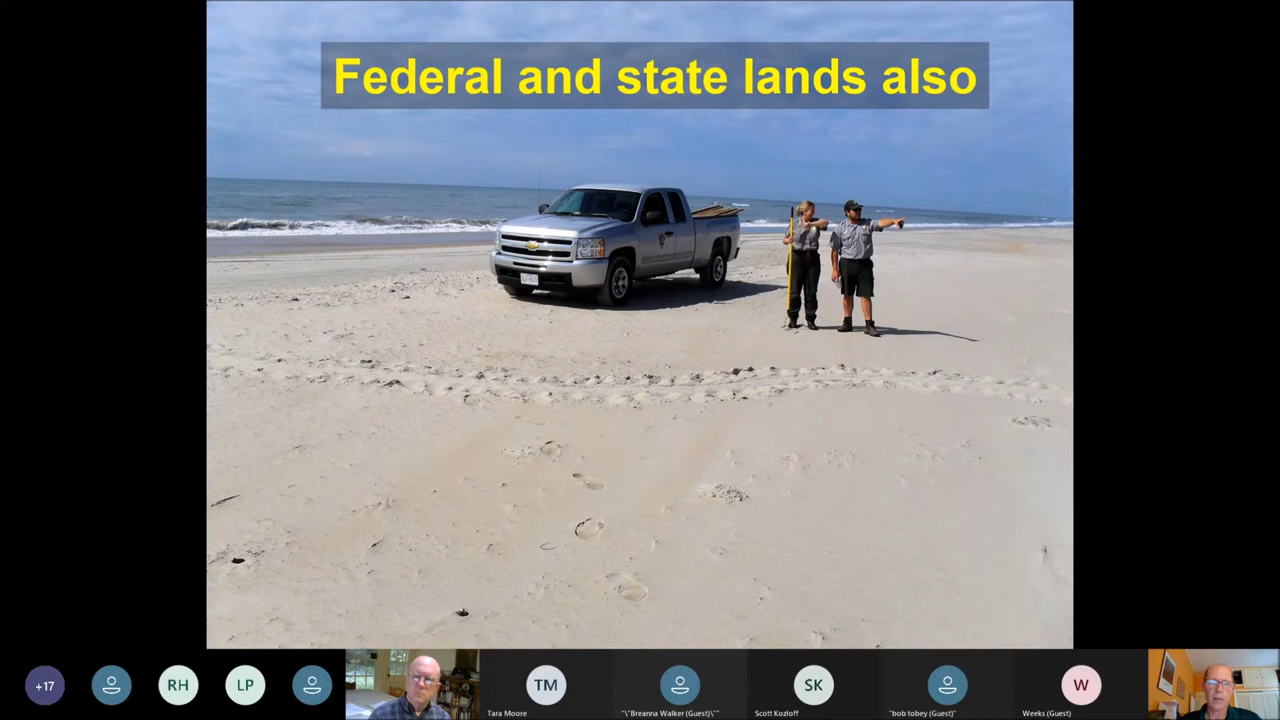 Federal and state lands also
+17
RH
LP
TM
Tara Moore
"\"Breanna Walker (Guest)\""
SK
Scott Kozloff
"bob tobey (Guest)"
W
Weeks (Guest)